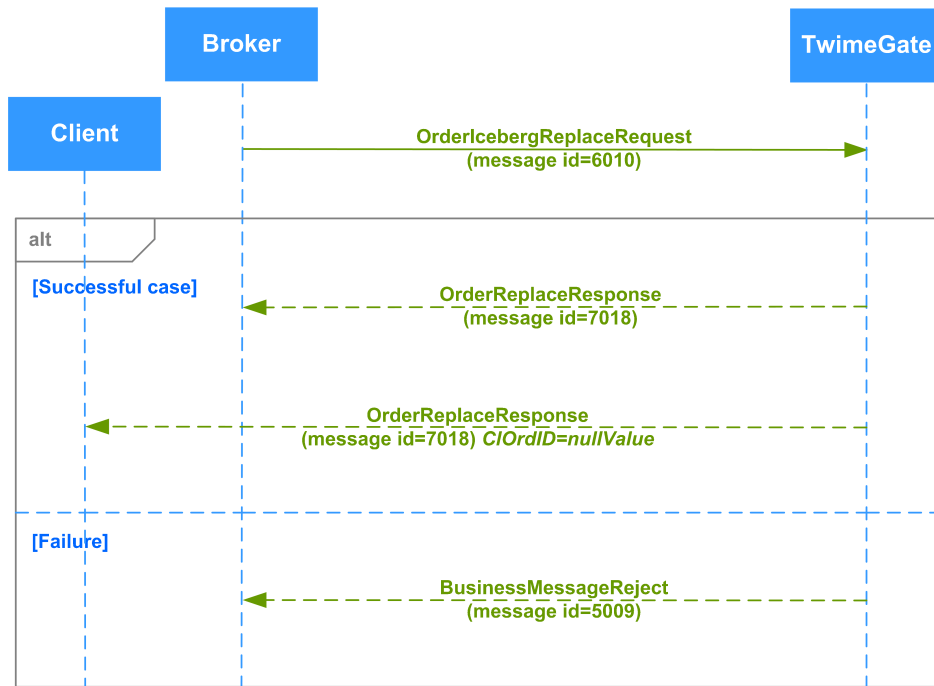 Broker
TwimeGate
Client
OrderIcebergReplaceRequest
(message id=6010)
alt
[Successful case]
OrderReplaceResponse
(message id=7018)
OrderReplaceResponse
(message id=7018) ClOrdID=nullValue
[Failure]
BusinessMessageReject
(message id=5009)